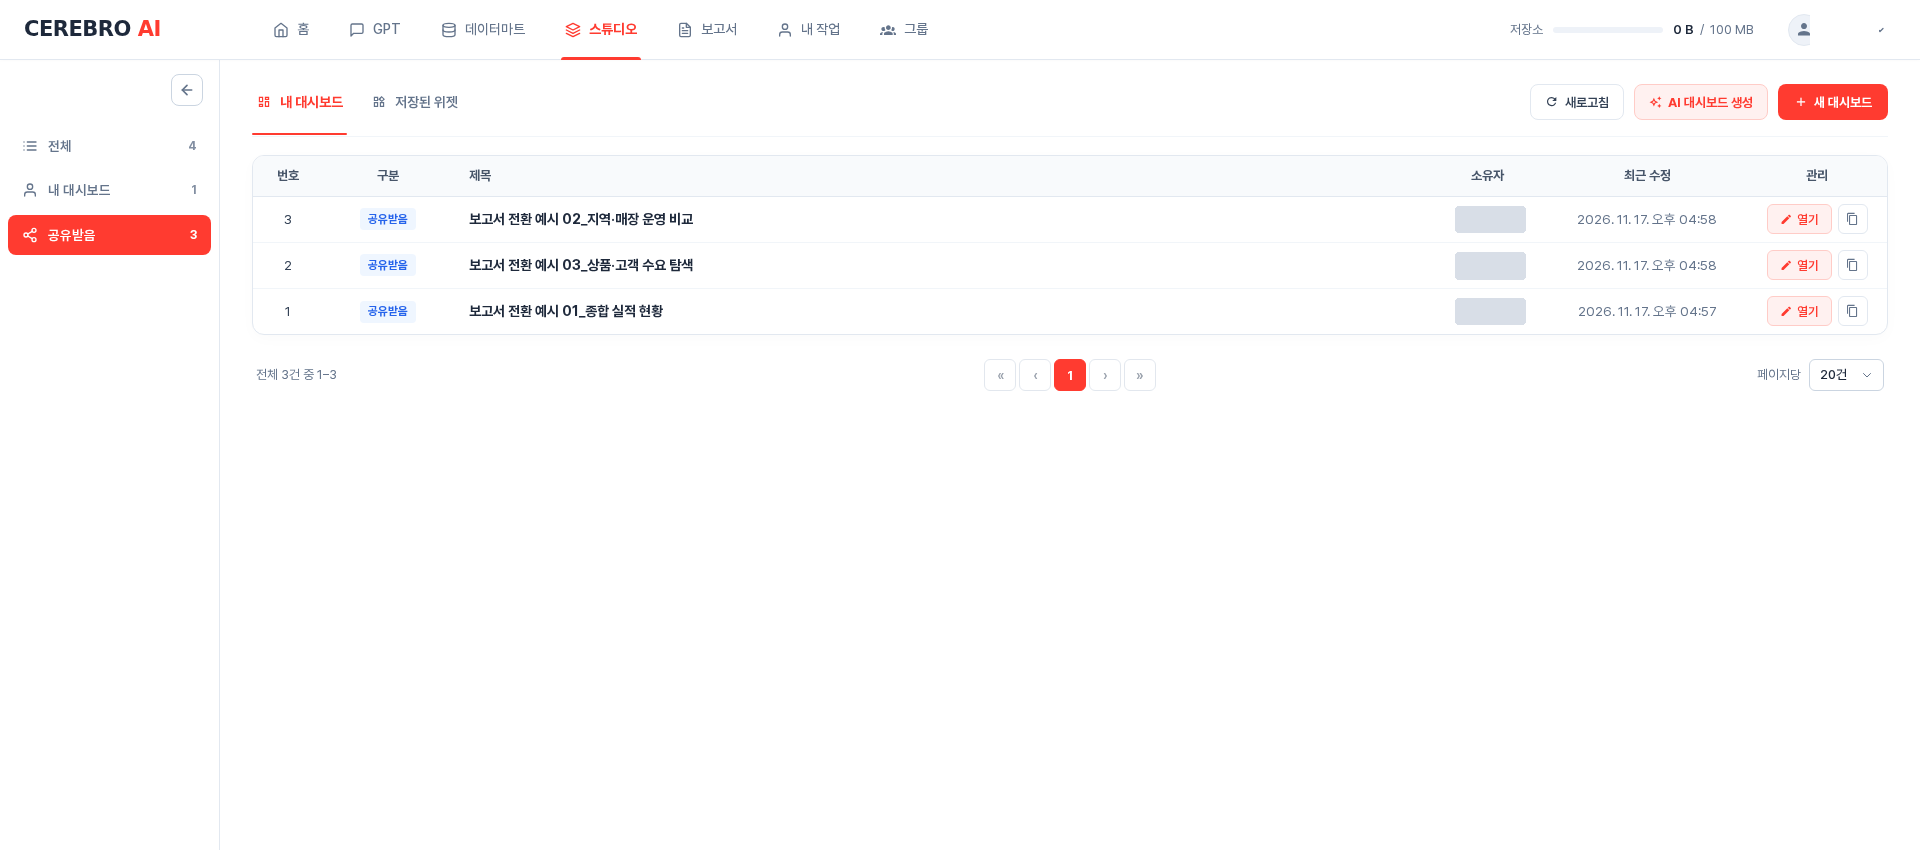 CEREBRO AI
홈
GPT
데이터마트
스튜디오
보고서
내 작업
그룹
저장소 0 B / 100 MB
전체 4
내 대시보드 1
공유받음 3
내 대시보드
저장된 위젯
새로고침
AI 대시보드 생성
새 대시보드
번호 구분 제목 소유자 최근 수정 관리
3 공유받음 보고서 전환 예시 02_지역·매장 운영 비교 2026. 11. 17. 오후 04:58 열기
2 공유받음 보고서 전환 예시 03_상품·고객 수요 탐색 2026. 11. 17. 오후 04:58 열기
1 공유받음 보고서 전환 예시 01_종합 실적 현황 2026. 11. 17. 오후 04:57 열기
전체 3건 중 1–3
« ‹ 1 › »
페이지당 20건